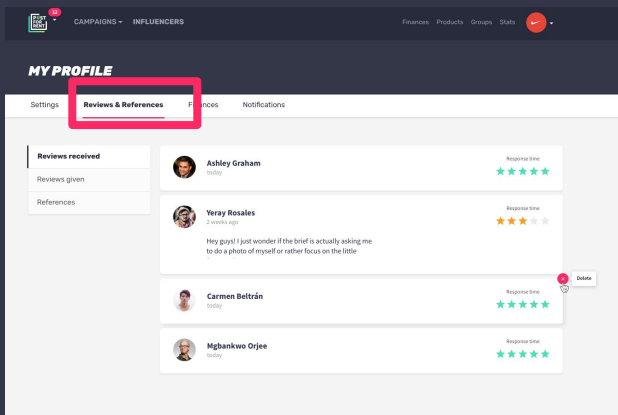 POST
FOR
RENT
12
CAMPAIGNS
INFLUENCERS
Finances
Products
Groups
Stats
MY PROFILE
Settings
Reviews & References
Notifications
Reviews received
Reviews given
References
Ashley Graham
today
Response time
Yeray Rosales
2 weeks ago
Response time
Hey guys! I just wonder if the brief is actually asking me
to do a photo of myself or rather focus on the little
Delete
Carmen Beltrán
today
Response time
Mgbankwo Orjee
today
Response time